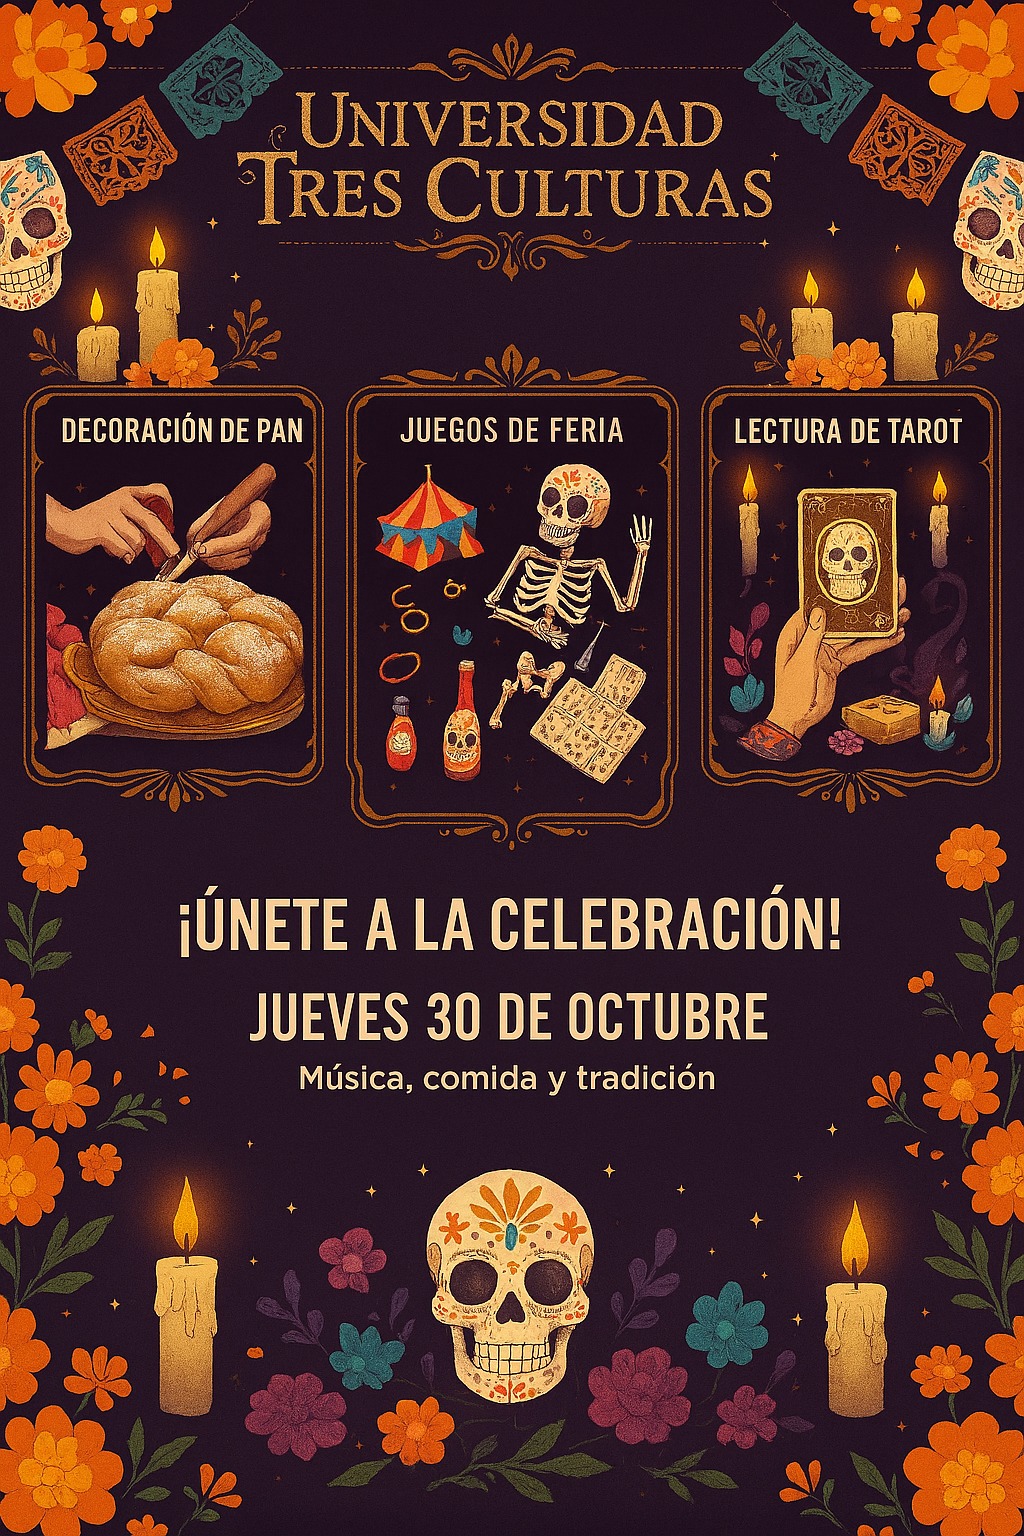 UNIVERSIDAD
TRES CULTURAS
DECORACIÓN DE PAN
JUEGOS DE FERIA
LECTURA DE TAROT
¡ÚNETE A LA CELEBRACIÓN!
JUEVES 30 DE OCTUBRE
Música, comida y tradición